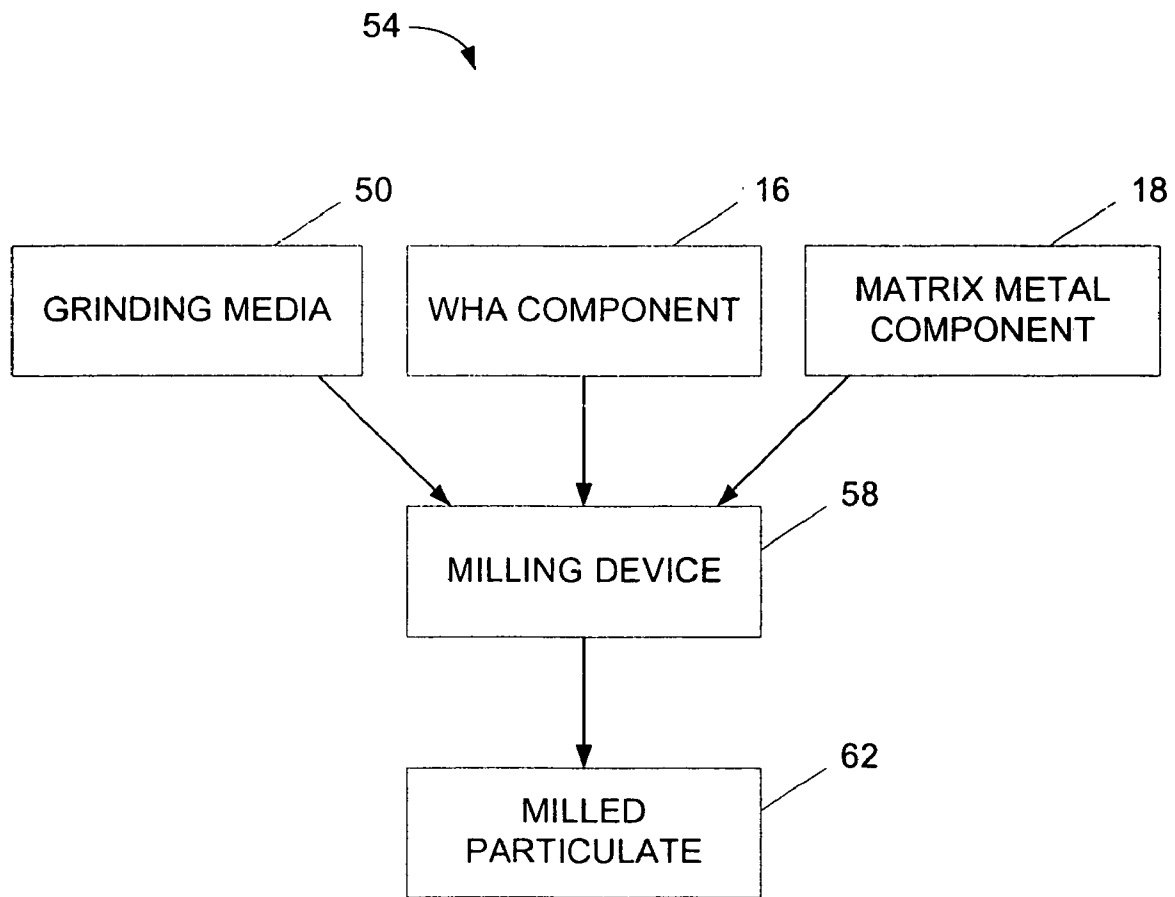 54
50
16
18
GRINDING MEDIA
WHA COMPONENT
MATRIX METAL
COMPONENT
58
MILLING DEVICE
62
MILLED
PARTICULATE